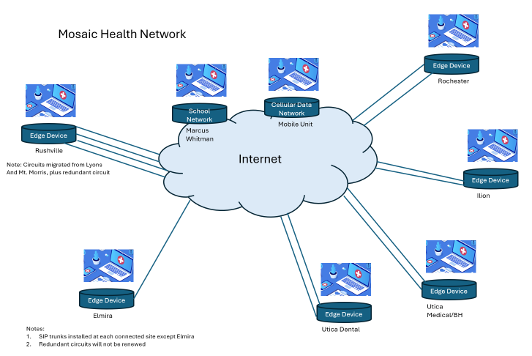 Mosaic Health Network
Edge Device
Rocheater
School
Network
Marcus
Whitman
Cellular Data
Network
Mobile Unit
Edge Device
Rushville
Note: Circuits migrated from Lyons
And Mt. Morris, plus redundant circuit
Internet
Edge Device
Ilion
Edge Device
Elmira
Edge Device
Utica Dental
Edge Device
Utica
Medical/BH
Notes:
1. SIP trunks installed at each connected site except Elmira
2. Redundant circuits will not be renewed